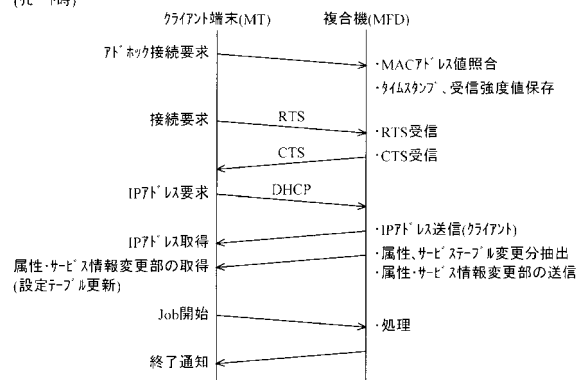 (リピート時)
クライアント端末(MT) 複合機(MFD)
アドホック接続要求
・MACアドレス値照合
・タイムスタンプ、受信強度値保存
接続要求 RTS
・RTS受信
CTS ・CTS受信
IPアドレス要求 DHCP
・IPアドレス送信(クライアント)
IPアドレス取得
・属性、サービステーブル変更分抽出
属性・サービス情報変更部の取得
・属性・サービス情報変更部の送信
(設定テーブル更新)
Job開始
・処理
終了通知